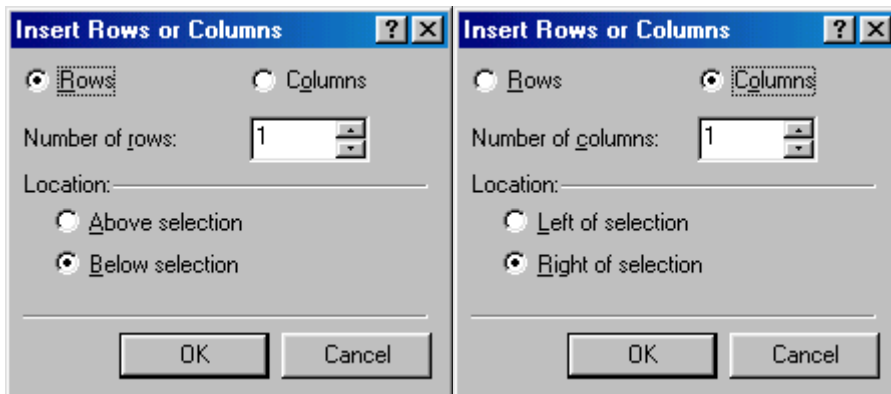 Insert Rows or Columns
Rows Columns
Number of rows: 1
Location:
Above selection
Below selection
OK Cancel
Insert Rows or Columns
Rows Columns
Number of columns: 1
Location:
Left of selection
Right of selection
OK Cancel